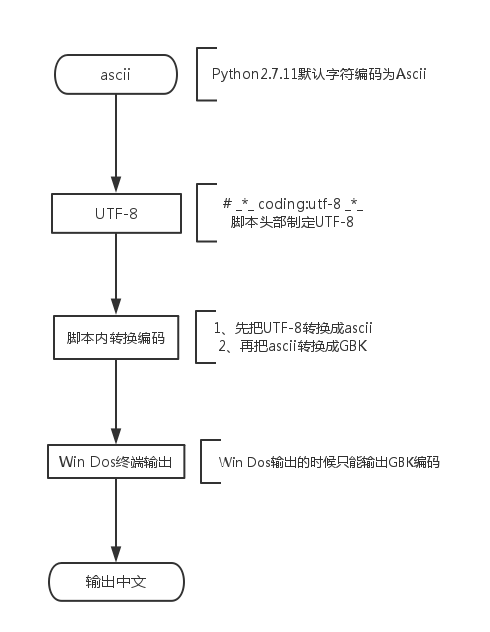 ascii
Python2.7.11默认字符编码为Ascii
UTF-8
# _*_ coding:utf-8 _*_
脚本头部制定UTF-8
脚本内转换编码
1、先把UTF-8转换成ascii
2、再把ascii转换成GBK
Win Dos终端输出
Win Dos输出的时候只能输出GBK编码
输出中文